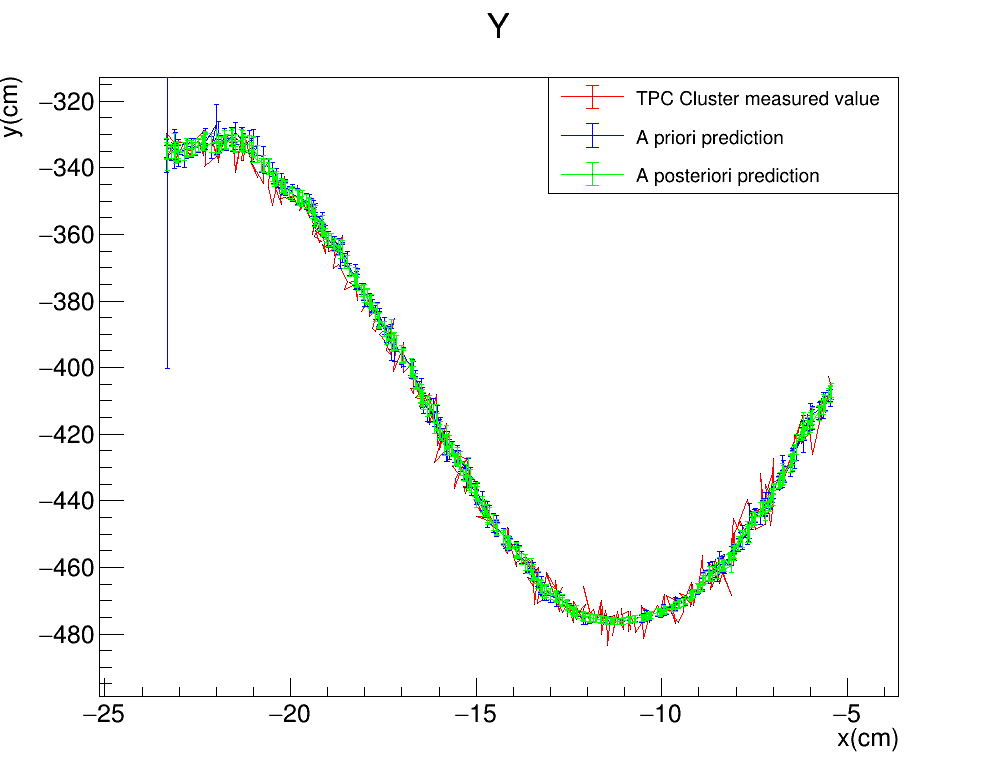 Y
y(cm)
TPC Cluster measured value
A priori prediction
A posteriori prediction
−320
−340
−360
−380
−400
−420
−440
−460
−480
−25 −20 −15 −10 −5
x(cm)